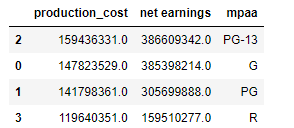 production_cost net earnings mpaa
2 159436331.0 386609342.0 PG-13
0 147823529.0 385398214.0 G
1 141798361.0 305699888.0 PG
3 119640351.0 159510277.0 R